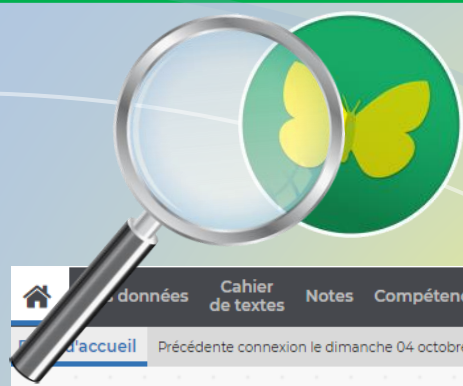 données Cahier de textes Notes
d'accueil Précédente connexion le dimanche 04 octobre